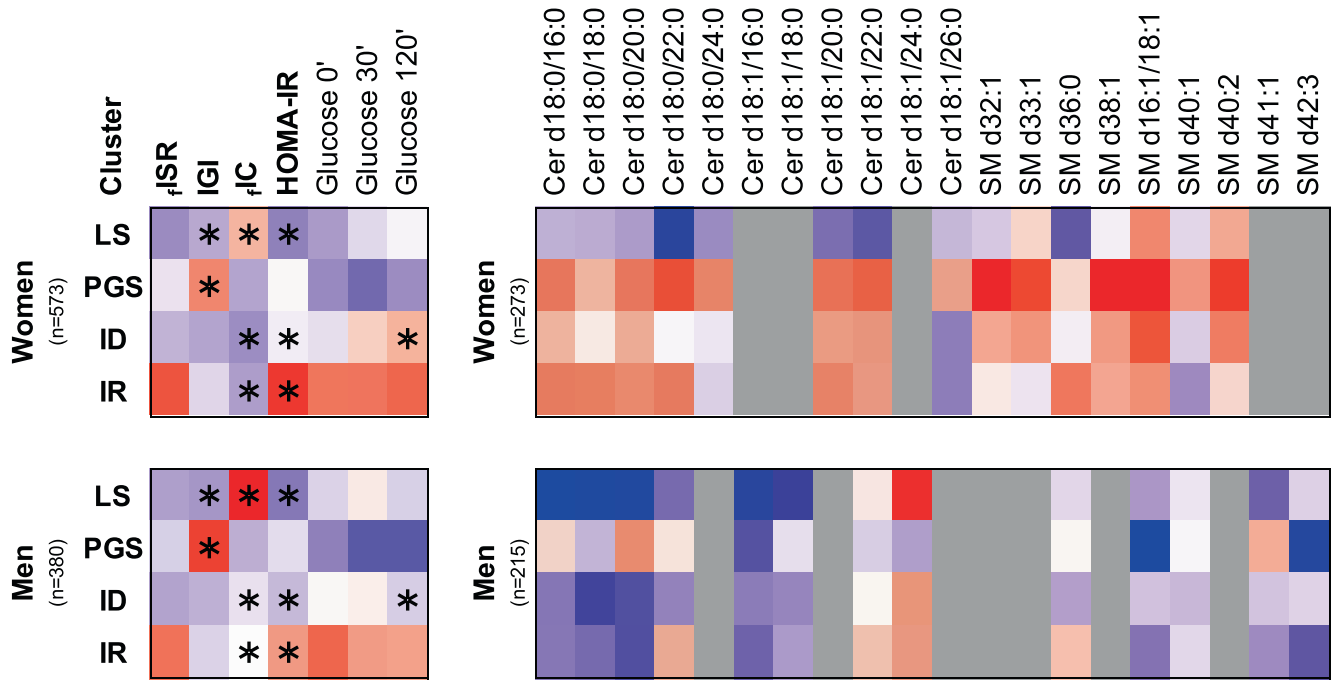 Cluster
fISR
IGI
fIC
HOMA-IR
Glucose 0'
Glucose 30'
Glucose 120'
Cer d18:0/16:0
Cer d18:0/18:0
Cer d18:0/20:0
Cer d18:0/22:0
Cer d18:0/24:0
Cer d18:1/16:0
Cer d18:1/18:0
Cer d18:1/20:0
Cer d18:1/22:0
Cer d18:1/24:0
Cer d18:1/26:0
SM d32:1
SM d33:1
SM d36:0
SM d38:1
SM d16:1/18:1
SM d40:1
SM d40:2
SM d41:1
SM d42:3
Women
(n=573)
LS
* * *
PGS
*
ID
* * *
IR
* *
Women
(n=273)
Men
(n=380)
LS
* * *
PGS
*
ID
* * *
IR
* *
Men
(n=215)